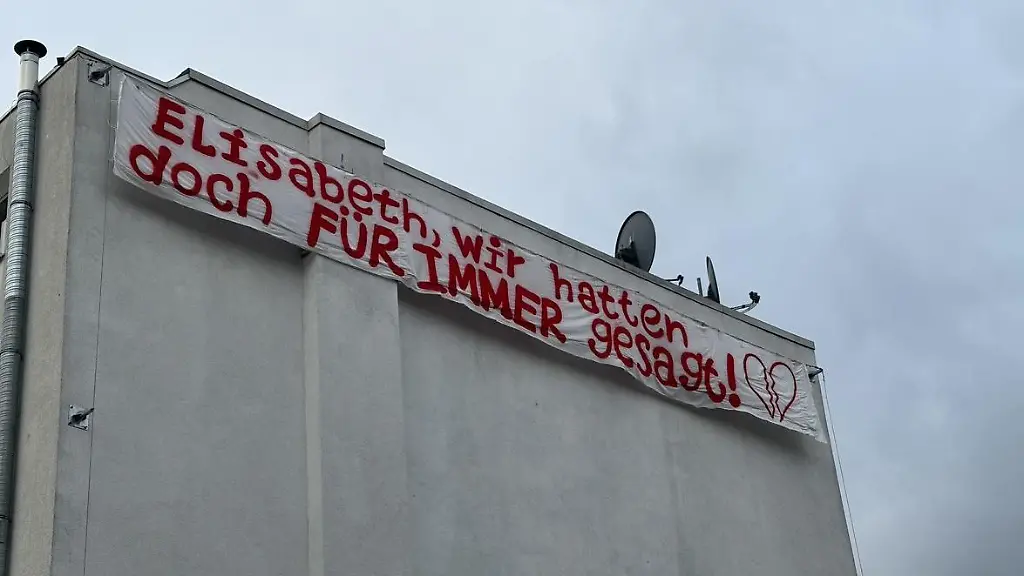 Elisabeth, wir hatten
doch FÜR IMMER gesagt!